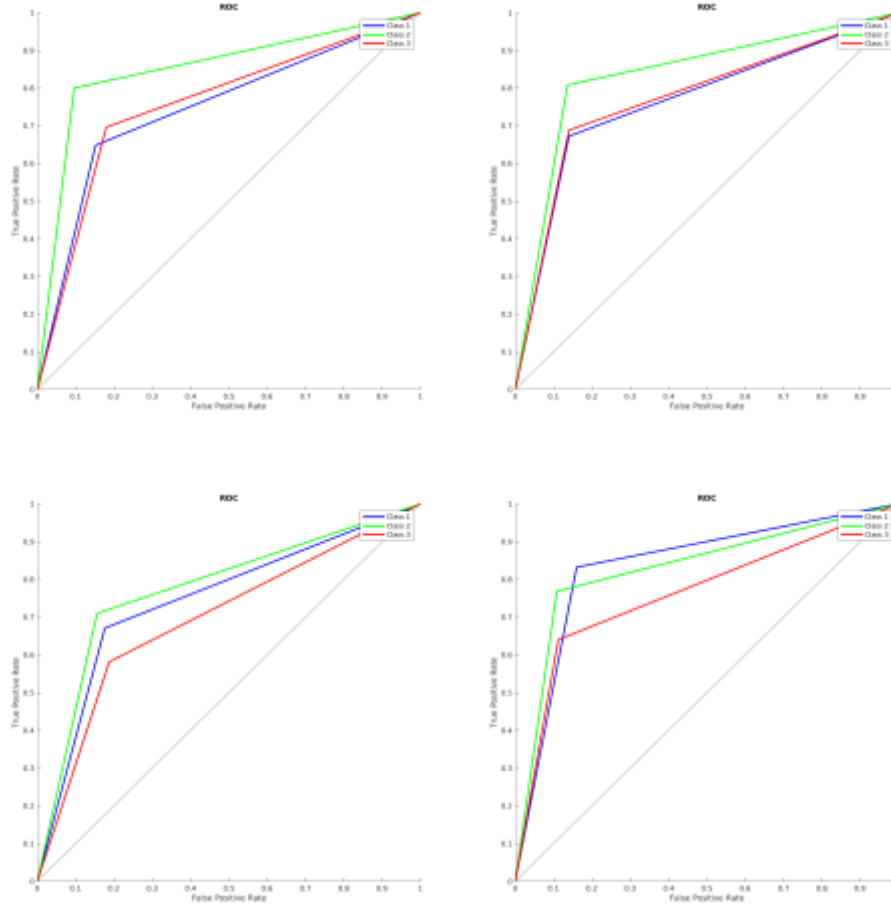 ROC
1
0.9
0.8
0.7
0.6
0.5
0.4
0.3
0.2
0.1
0
True Positive Rate
Class 1
Class 2
Class 3
0 0.1 0.2 0.3 0.4 0.5 0.6 0.7 0.8 0.9 1
False Positive Rate
ROC
1
0.9
0.8
0.7
0.6
0.5
0.4
0.3
0.2
0.1
0
True Positive Rate
Class 1
Class 2
Class 3
0 0.1 0.2 0.3 0.4 0.5 0.6 0.7 0.8 0.9
False Positive Rate
ROC
1
0.9
0.8
0.7
0.6
0.5
0.4
0.3
0.2
0.1
0
True Positive Rate
Class 1
Class 2
Class 3
0 0.1 0.2 0.3 0.4 0.5 0.6 0.7 0.8 0.9 1
False Positive Rate
ROC
1
0.9
0.8
0.7
0.6
0.5
0.4
0.3
0.2
0.1
0
True Positive Rate
Class 1
Class 2
Class 3
0 0.1 0.2 0.3 0.4 0.5 0.6 0.7 0.8 0.9
False Positive Rate